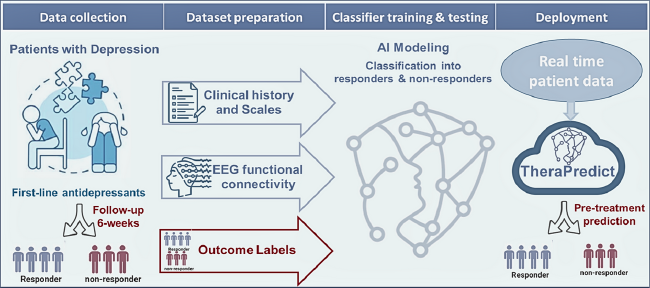 Data collection
Dataset preparation
Classifier training & testing
Deployment
Patients with Depression
First-line antidepressants
Follow-up
6-weeks
Responder
non-responder
Clinical history
and Scales
EEG functional
connectivity
Responder
non-responder
Outcome Labels
AI Modeling
Classification into
responders & non-responders
Real time
patient data
TheraPredict
Pre-treatment
prediction
Responder
non-responder